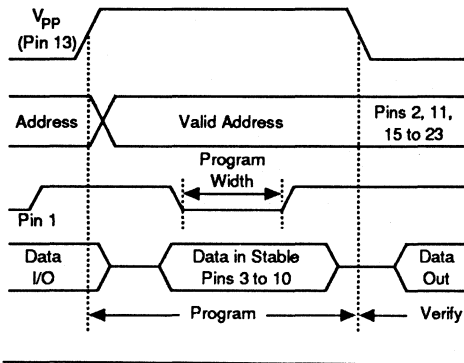 VPP
(Pin 13)
Address
Valid Address
Pins 2, 11,
15 to 23
Program
Width
Pin 1
Data
I/O
Data in Stable
Pins 3 to 10
Data
Out
Program
Verify